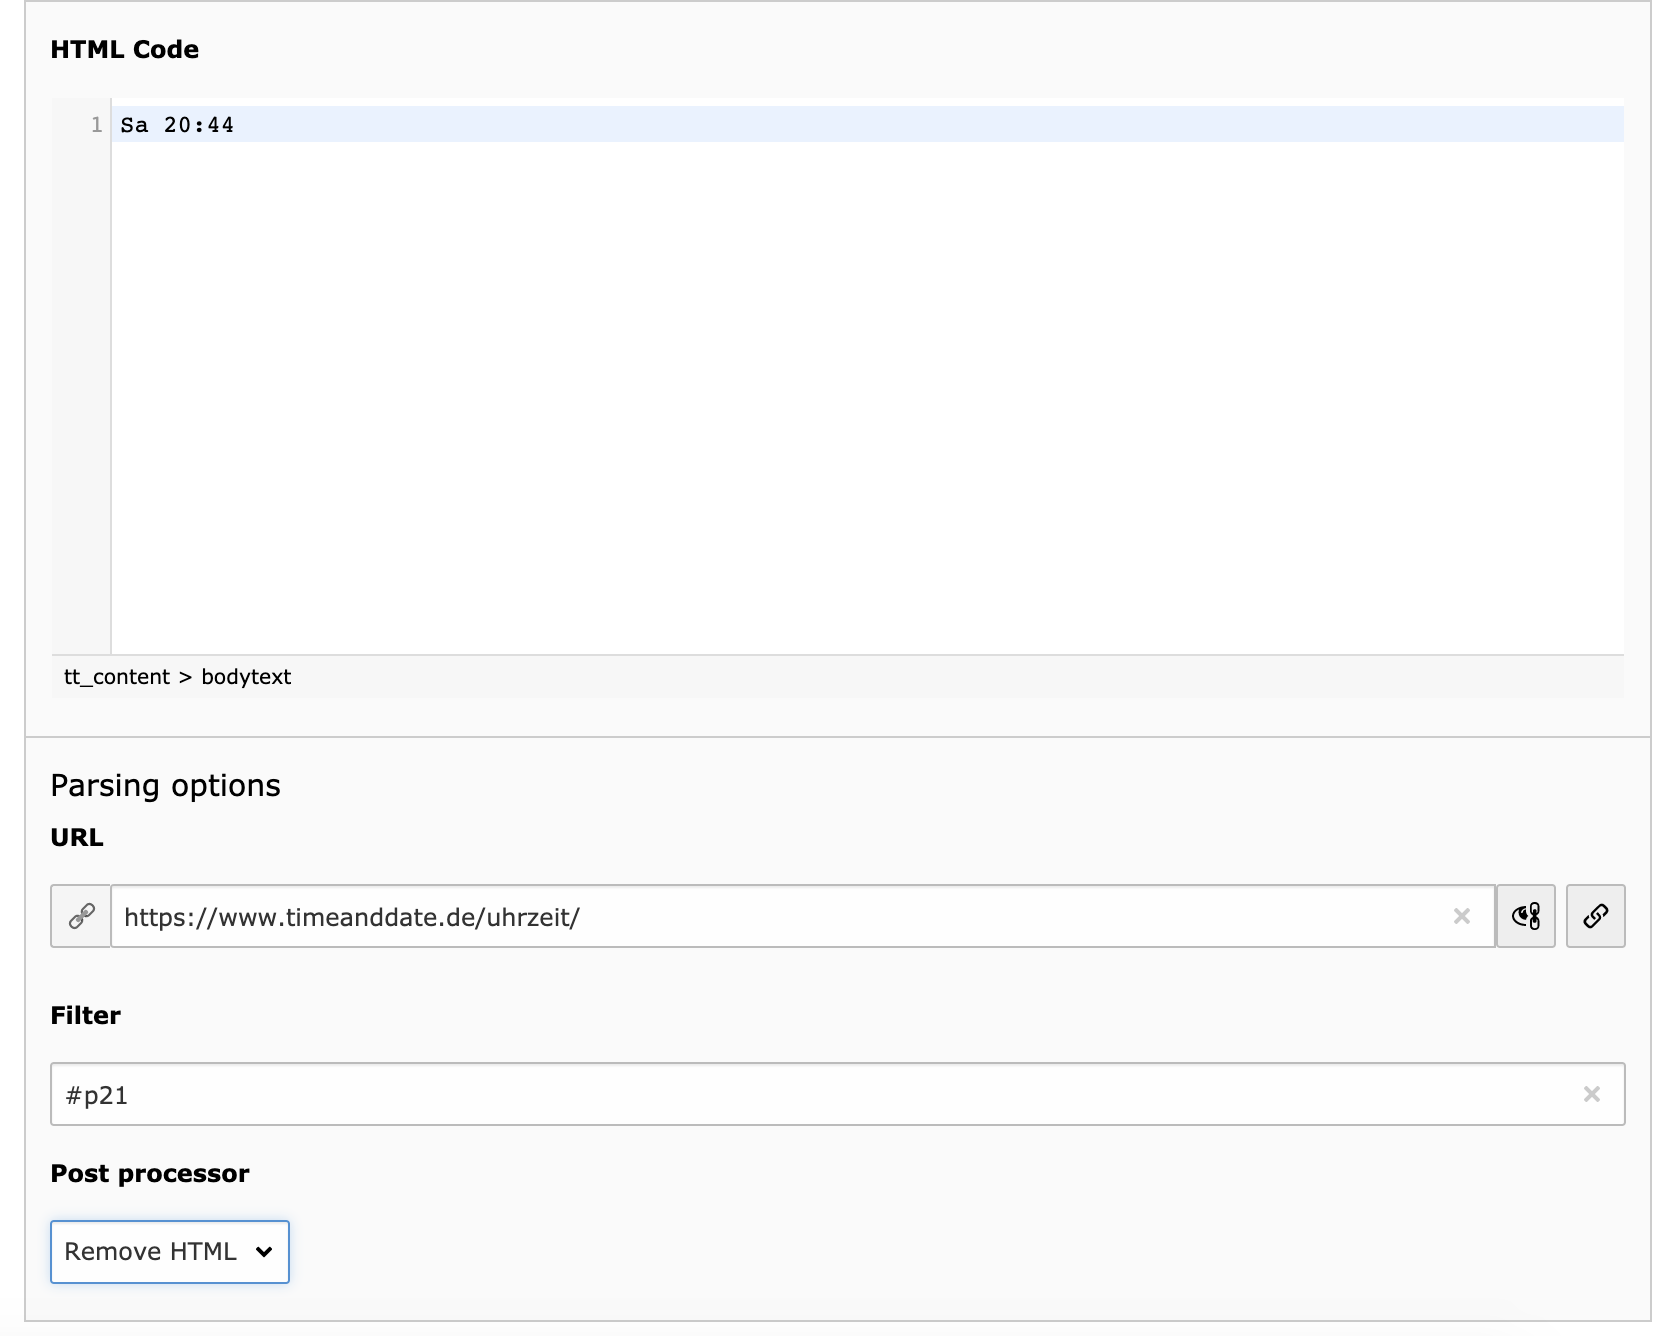 HTML Code
1 Sa 20:44
tt_content > bodytext
Parsing options
URL
https://www.timeanddate.de/uhrzeit/
Filter
#p21
Post processor
Remove HTML